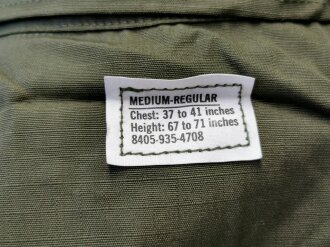 MEDIUM-REGULAR
Chest: 37 to 41 inches
Height: 67 to 71 inches
8405-935-4708